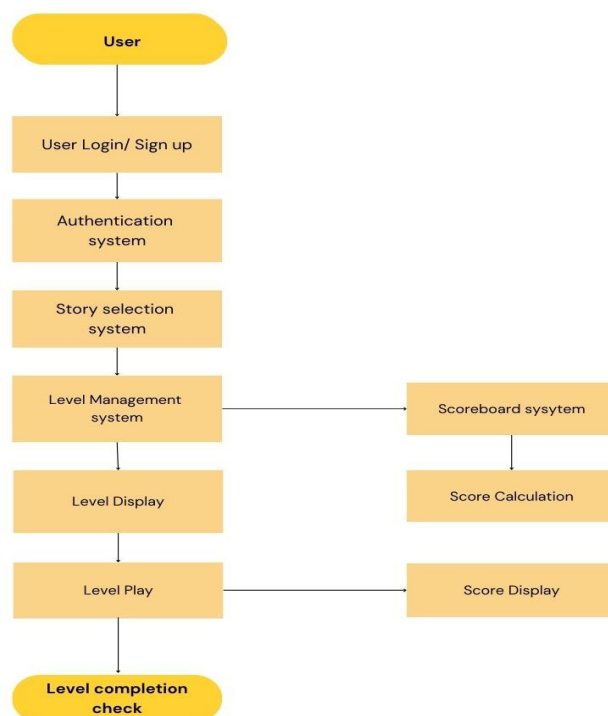 User
User Login/ Sign up
Authentication
system
Story selection
system
Level Management
system
Scoreboard sysytem
Level Display
Score Calculation
Level Play
Score Display
Level completion
check